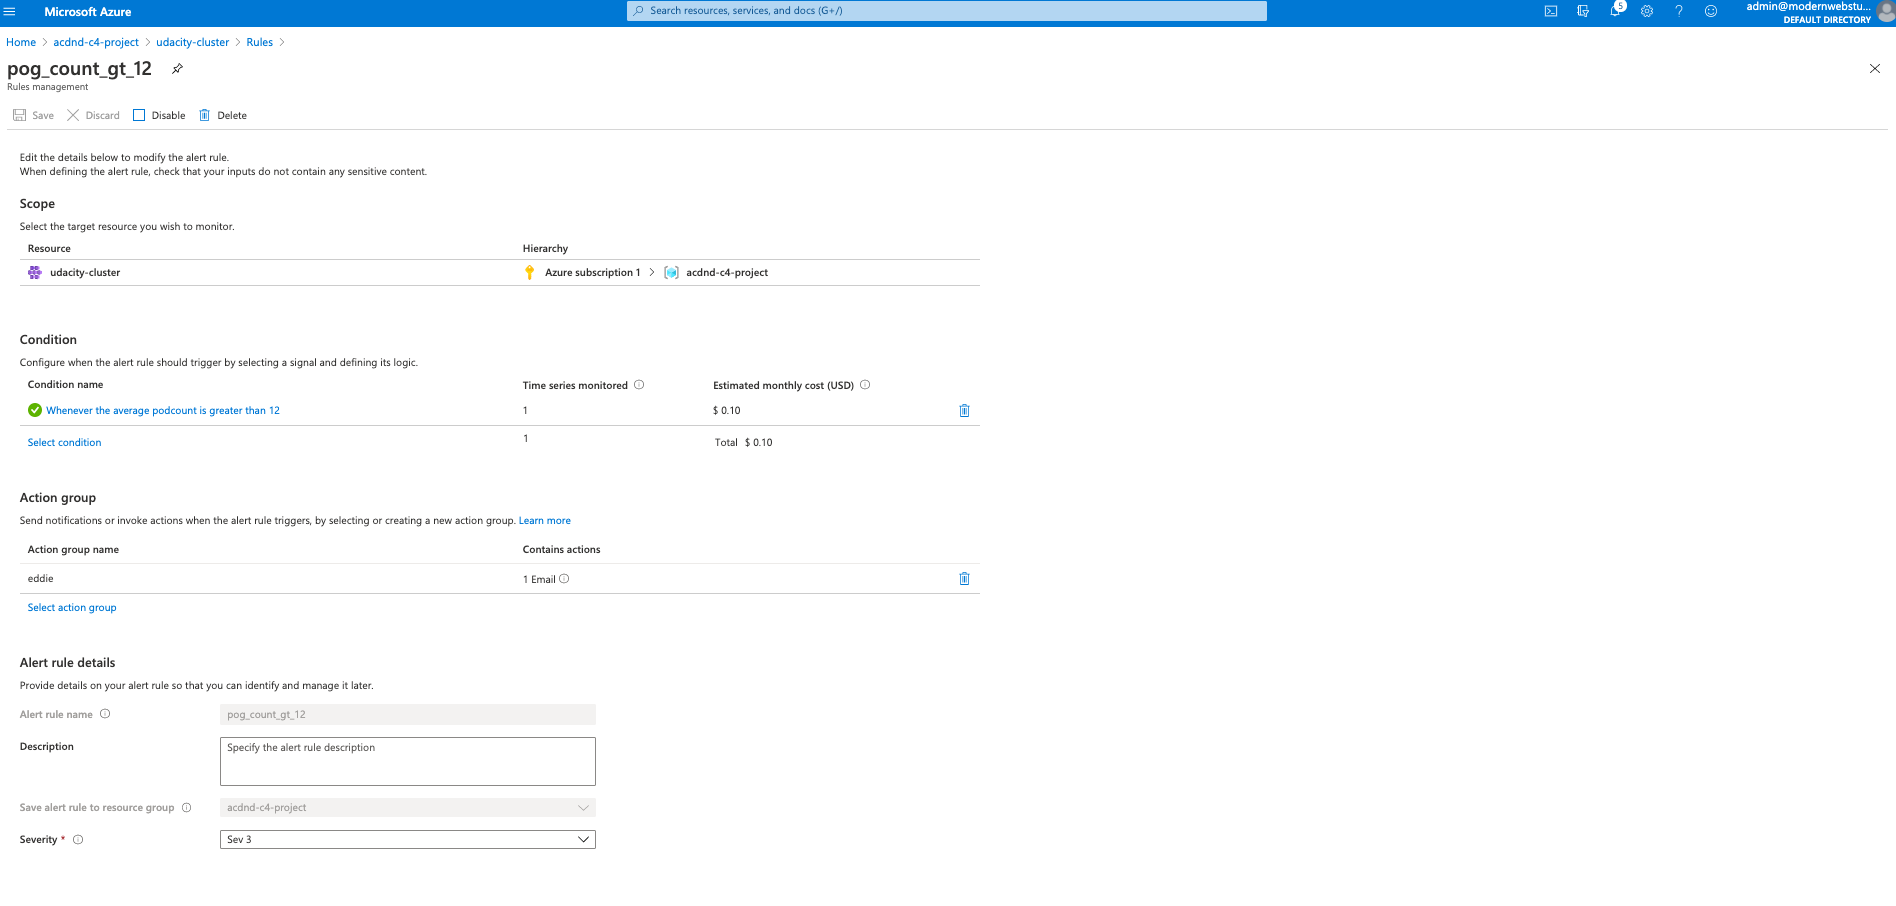 Microsoft Azure
Search resources, services, and docs (G+/)
5
admin@modernwebstu...
DEFAULT DIRECTORY
Home > acdnd-c4-project > udacity-cluster > Rules >
pog_count_gt_12
Rules management
Save Discard Disable Delete
Edit the details below to modify the alert rule.
When defining the alert rule, check that your inputs do not contain any sensitive content.
Scope
Select the target resource you wish to monitor.
Resource Hierarchy
udacity-cluster Azure subscription 1 > acdnd-c4-project
Condition
Configure when the alert rule should trigger by selecting a signal and defining its logic.
Condition name Time series monitored Estimated monthly cost (USD)
Whenever the average podcount is greater than 12 1 $ 0.10
Select condition 1 Total $ 0.10
Action group
Send notifications or invoke actions when the alert rule triggers, by selecting or creating a new action group. Learn more
Action group name Contains actions
eddie 1 Email
Select action group
Alert rule details
Provide details on your alert rule so that you can identify and manage it later.
Alert rule name pog_count_gt_12
Description Specify the alert rule description
Save alert rule to resource group acdnd-c4-project
Severity * Sev 3